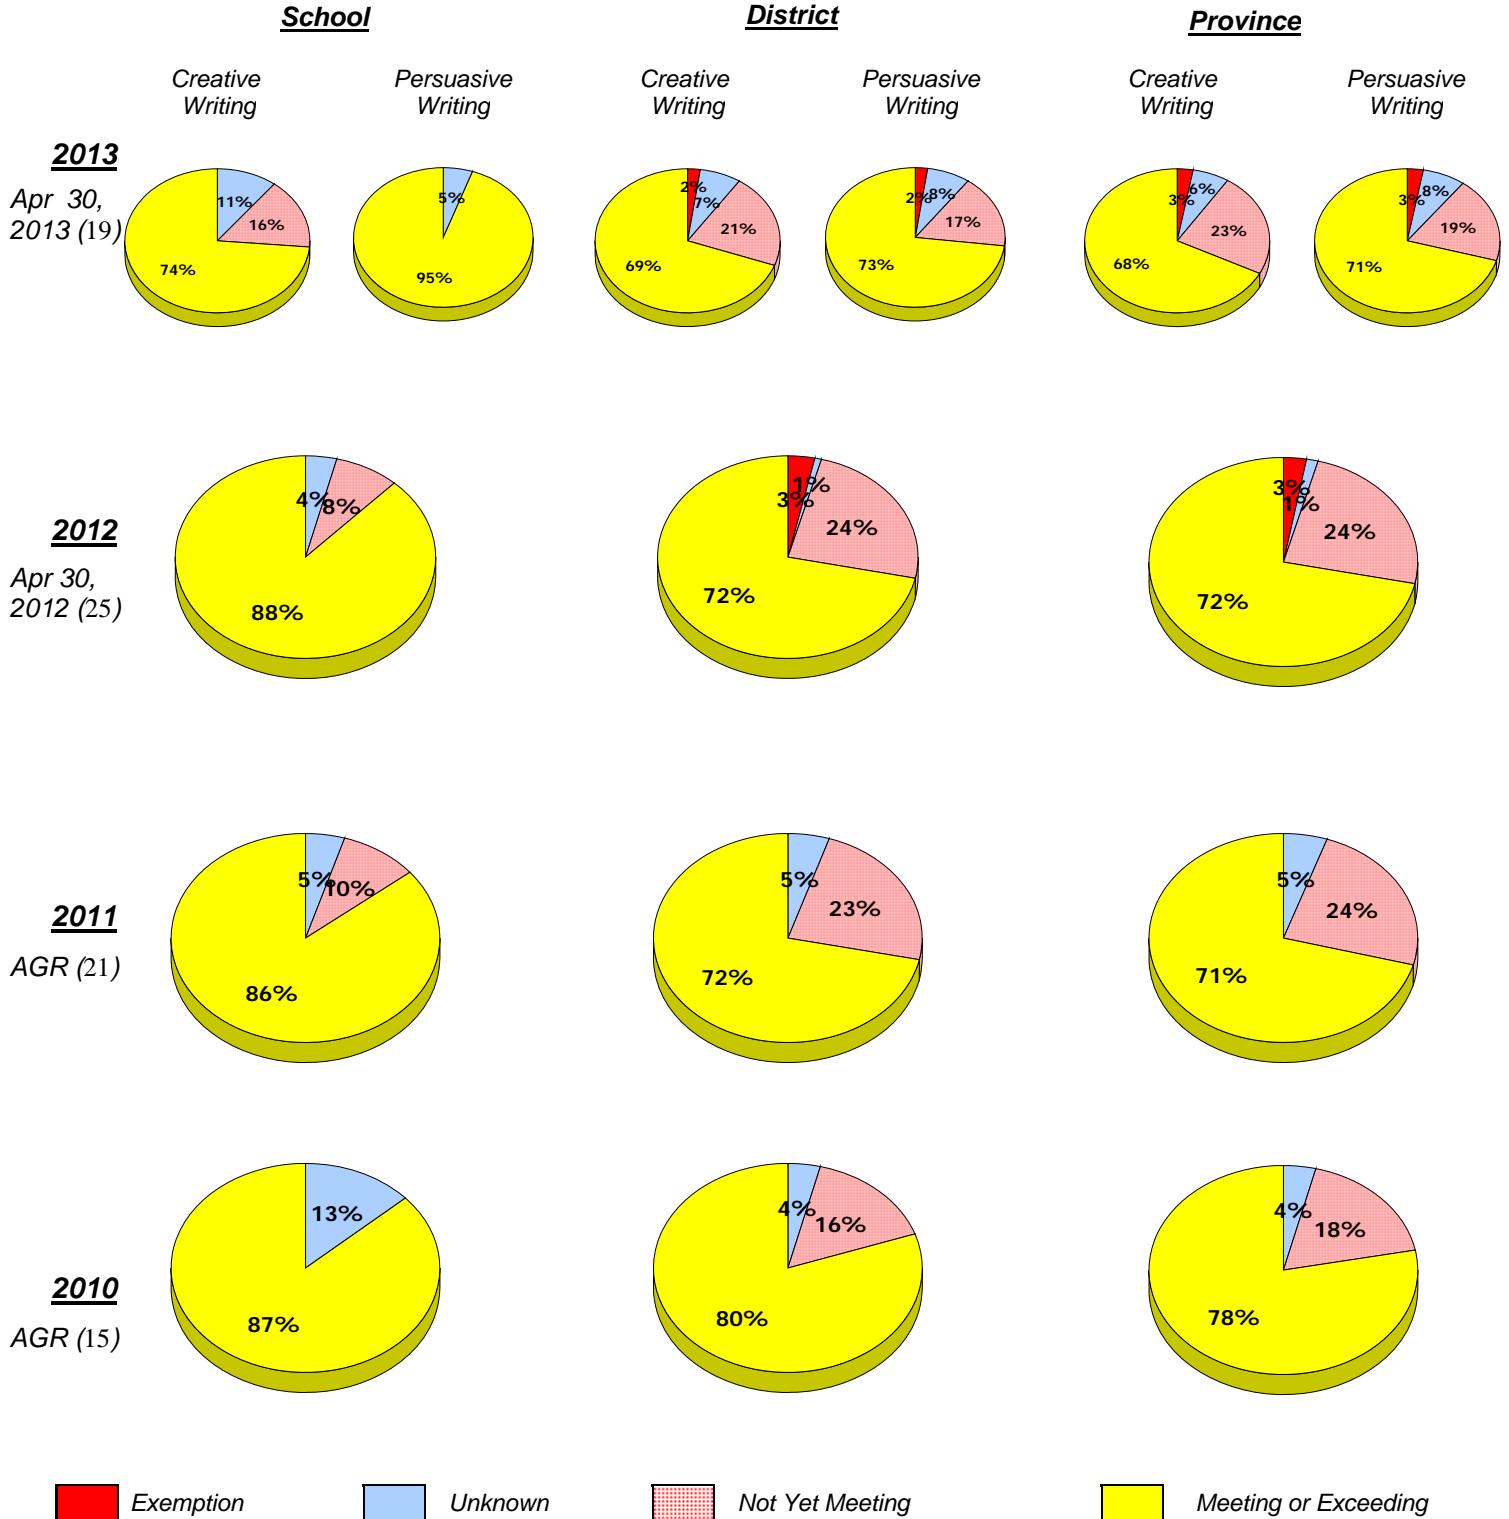 School District Province
Creative Writing Persuasive Writing Creative Writing Persuasive Writing Creative Writing Persuasive Writing
2013
Apr 30,
2013 (19)
11% 16% 74%
5% 95%
2% 7% 21% 69%
2% 8% 17% 73%
3% 6% 23% 68%
3% 8% 19% 71%
2012
Apr 30,
2012 (25)
4% 8% 88%
3% 1% 24% 72%
3% 1% 24% 72%
2011
AGR (21)
5% 10% 86%
5% 23% 72%
5% 24% 71%
2010
AGR (15)
13% 87%
4% 16% 80%
4% 18% 78%
Exemption Unknown Not Yet Meeting Meeting or Exceeding